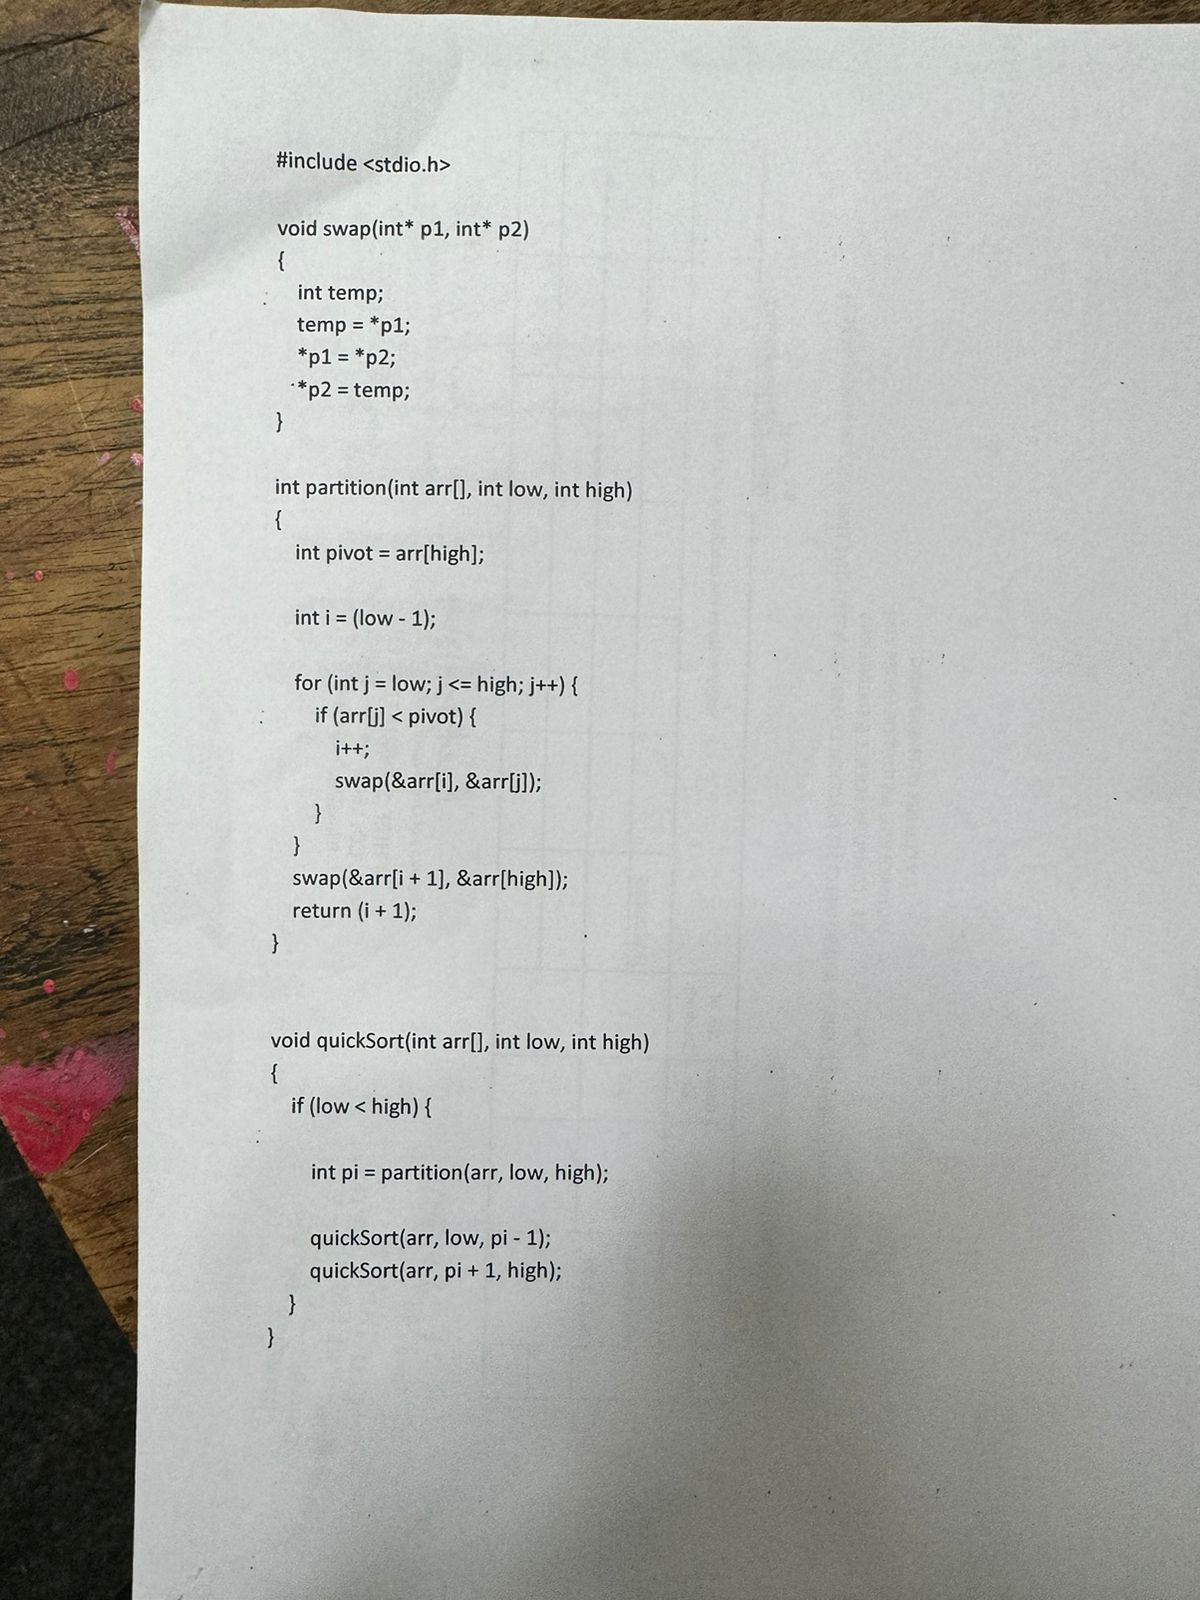 #include <stdio.h>
void swap(int* p1, int* p2)
{
int temp;
temp = *p1;
*p1 = *p2;
*p2 = temp;
}
int partition(int arr[], int low, int high)
{
int pivot = arr[high];
int i = (low - 1);
for (int j = low; j <= high; j++) {
if (arr[j] < pivot) {
i++;
swap(&arr[i], &arr[j]);
}
}
swap(&arr[i + 1], &arr[high]);
return (i + 1);
}
void quickSort(int arr[], int low, int high)
{
if (low < high) {
int pi = partition(arr, low, high);
quickSort(arr, low, pi - 1);
quickSort(arr, pi + 1, high);
}
}